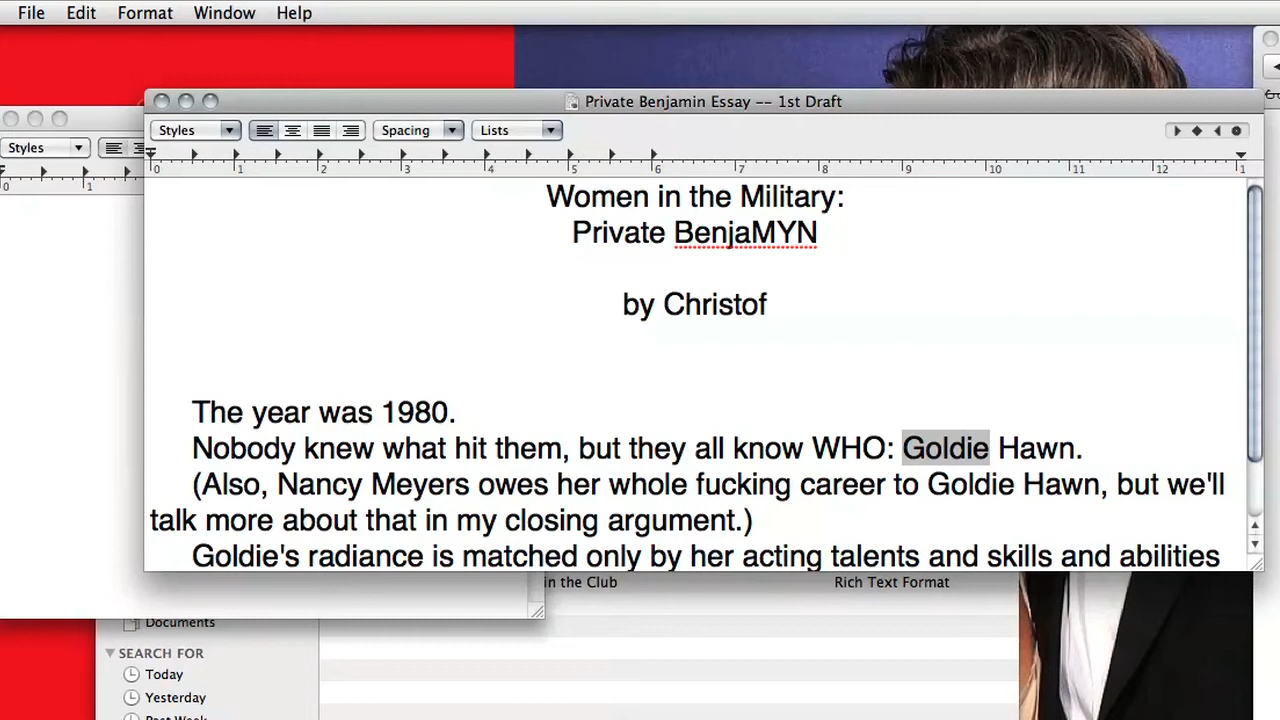 File Edit Format Window Help
Private Benjamin Essay -- 1st Draft
Styles Spacing Lists
Styles
0 1 2 3 4 5 6 7 8 9 10 11 12 1
0 1
Women in the Military:
Private BenjaMYN
by Christof
The year was 1980.
Nobody knew what hit them, but they all know WHO: Goldie Hawn.
(Also, Nancy Meyers owes her whole fucking career to Goldie Hawn, but we'll
talk more about that in my closing argument.)
Goldie's radiance is matched only by her acting talents and skills and abilities
in the Club Rich Text Format
Documents
SEARCH FOR
Today
Yesterday
Past Week